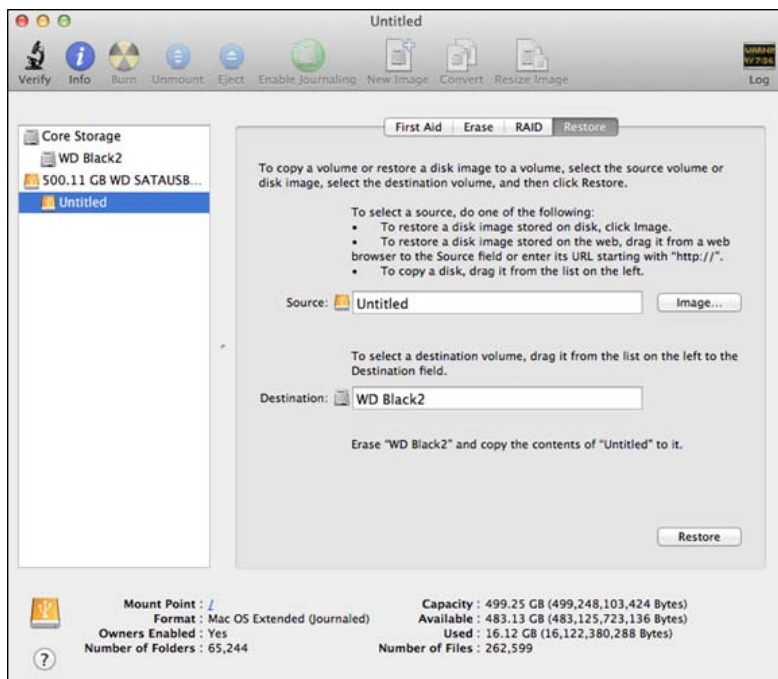 Untitled
Verify Info Burn Unmount Eject Enable Journaling New Image Convert Resize Image Log
WARNIN
AY 7:36
First Aid Erase RAID Restore
Core Storage
WD Black2
500.11 GB WD SATAUSB...
Untitled
To copy a volume or restore a disk image to a volume, select the source volume or
disk image, select the destination volume, and then click Restore.
To select a source, do one of the following:
• To restore a disk image stored on disk, click Image.
• To restore a disk image stored on the web, drag it from a web
browser to the Source field or enter its URL starting with “http://”.
• To copy a disk, drag it from the list on the left.
Source: Untitled Image...
To select a destination volume, drag it from the list on the left to the
Destination field.
Destination: WD Black2
Erase “WD Black2” and copy the contents of “Untitled” to it.
Restore
Mount Point : / Capacity : 499.25 GB (499,248,103,424 Bytes)
Format : Mac OS Extended (Journaled) Available : 483.13 GB (483,125,723,136 Bytes)
Owners Enabled : Yes Used : 16.12 GB (16,122,380,288 Bytes)
Number of Folders : 65,244 Number of Files : 262,599
?